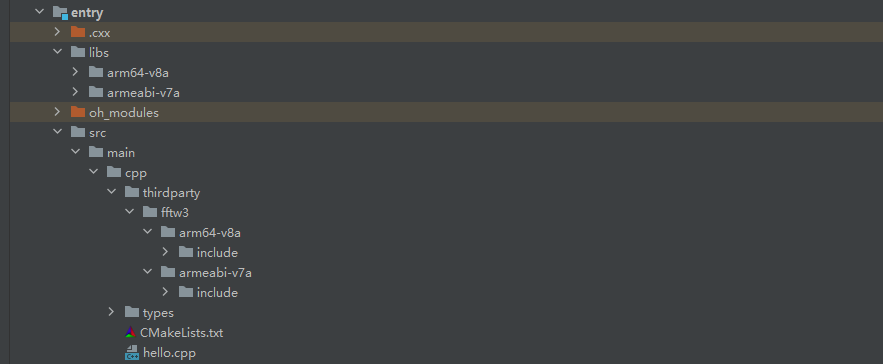 entry
.cxx
libs
arm64-v8a
armeabi-v7a
oh_modules
src
main
cpp
thirdparty
fftw3
arm64-v8a
include
armeabi-v7a
include
types
CMakeLists.txt
hello.cpp